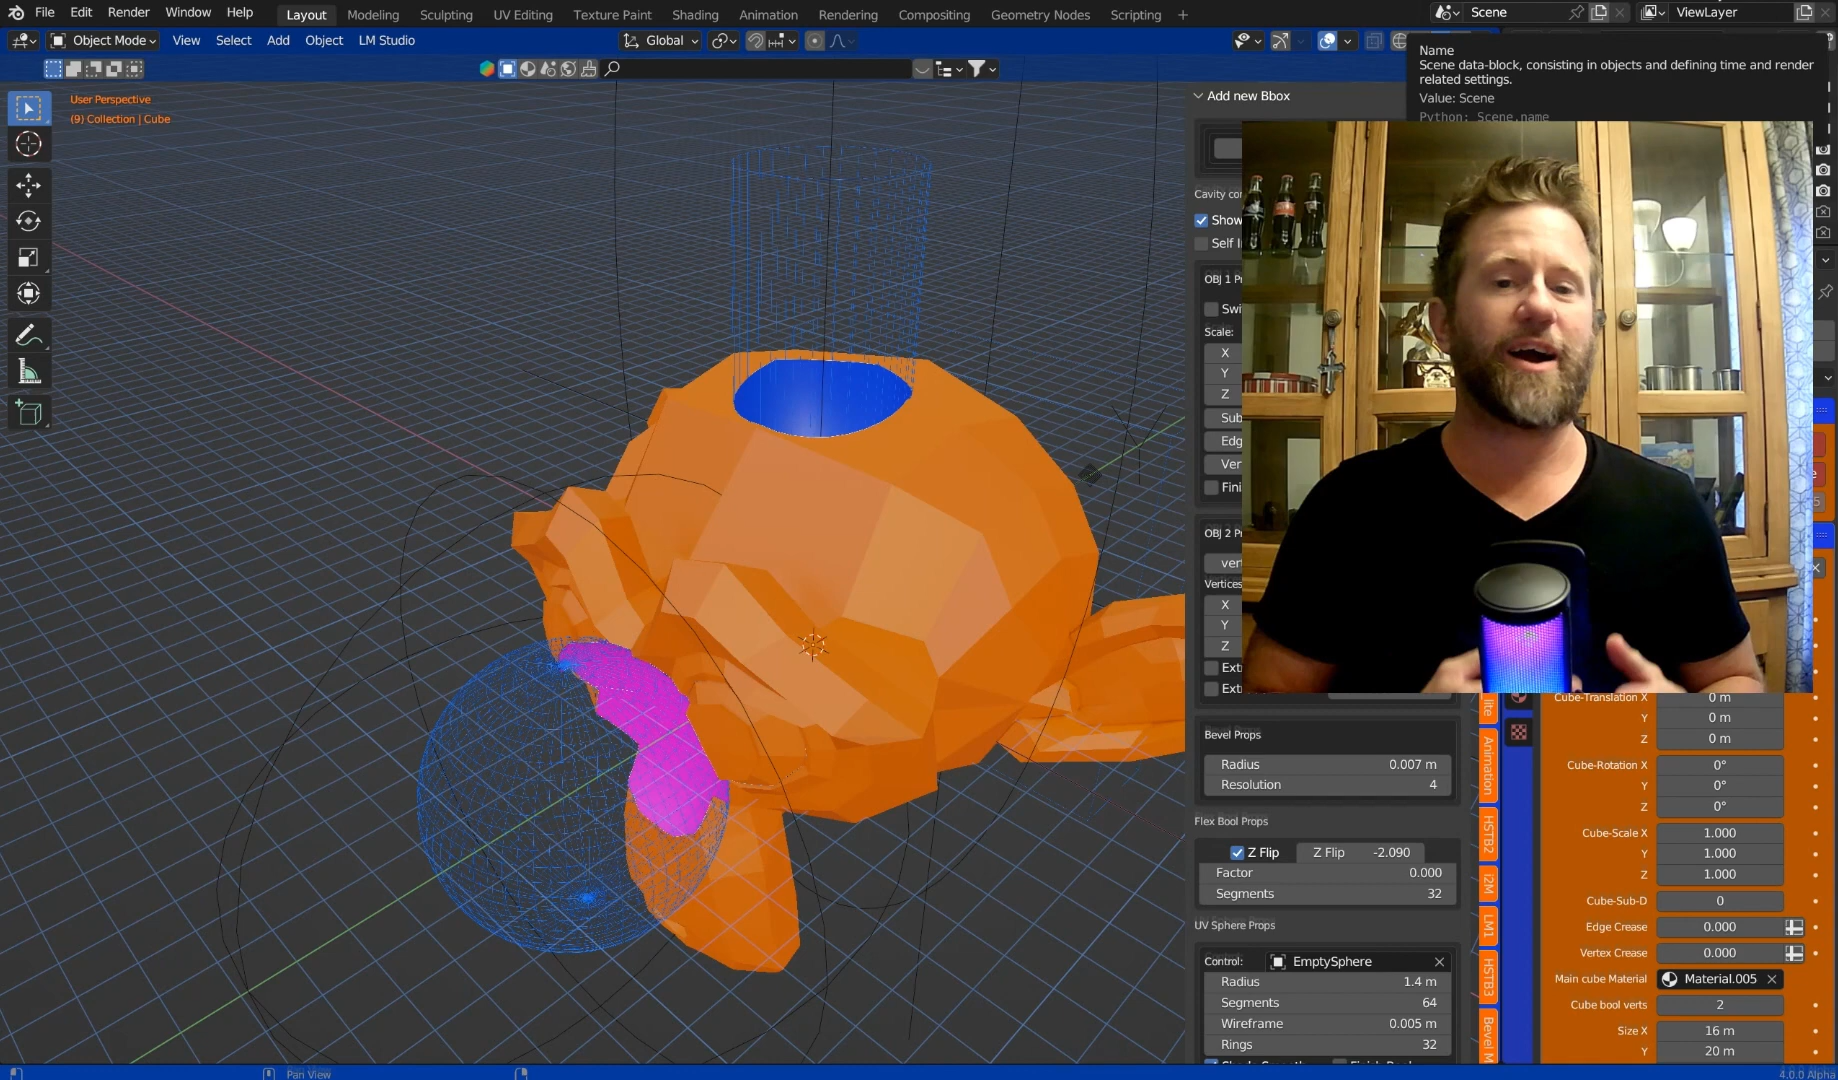 File Edit Render Window Help
Layout Modeling Sculpting UV Editing Texture Paint Shading Animation Rendering Compositing Geometry Nodes Scripting +
Scene
ViewLayer
Object Mode View Select Add Object LM Studio
Global
Name
Scene data-block, consisting in objects and defining time and render
related settings.
Value: Scene
Python: Scene.name
User Perspective
(9) Collection | Cube
Add new Bbox
Cavity
Show
Self
OBJ 1
Scale:
X
Y
Z
Sub
Edg
Ver
Fini
OBJ 2
Vertices
X
Y
Z
Ext
Ext
Bevel Props
Radius 0.007 m
Resolution 4
Flex Bool Props
Z Flip Z Flip -2.090
Factor 0.000
Segments 32
UV Sphere Props
Control: EmptySphere
Radius 1.4 m
Segments 64
Wireframe 0.005 m
Rings 32
Animation
HSTB2
i2M
LM1
HSTB3
Bevel M
Cube-Translation X 0 m
Y 0 m
Z 0 m
Cube-Rotation X 0°
Y 0°
Z 0°
Cube-Scale X 1.000
Y 1.000
Z 1.000
Cube-Sub-D 0
Edge Crease 0.000
Vertex Crease 0.000
Main cube Material Material.005
Cube bool verts 2
Size X 16 m
Y 20 m
Pan View
4.0.0 Alpha